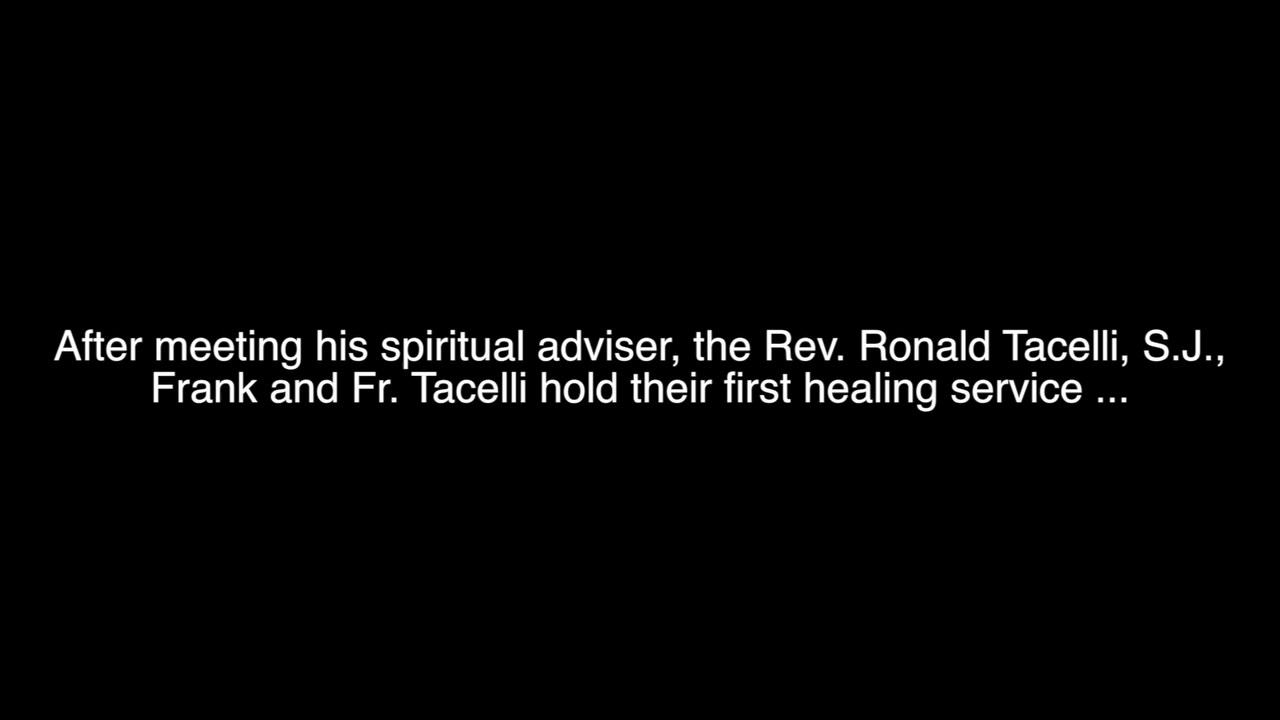 After meeting his spiritual adviser, the Rev. Ronald Tacelli, S.J.,
Frank and Fr. Tacelli hold their first healing service ...